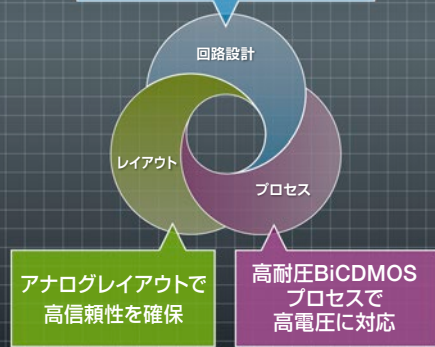 回路設計
レイアウト
プロセス
アナログレイアウトで
高信頼性を確保
高耐圧BiCDMOS
プロセスで
高電圧に対応